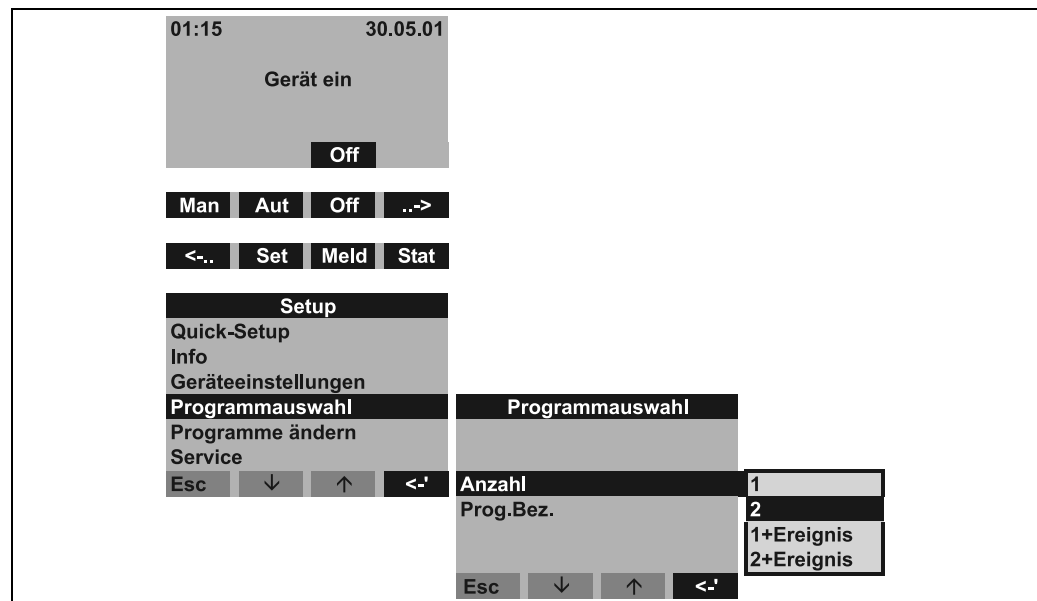 01:15 30.05.01
Gerät ein
Off
Man Aut Off ..->
<-.. Set Meld Stat
Setup
Quick-Setup
Info
Geräteeinstellungen
Programmauswahl
Programme ändern
Service
Esc ↓ ↑ <-'
Programmauswahl
Anzahl
Prog.Bez.
Esc ↓ ↑ <-'
1
2
1+Ereignis
2+Ereignis